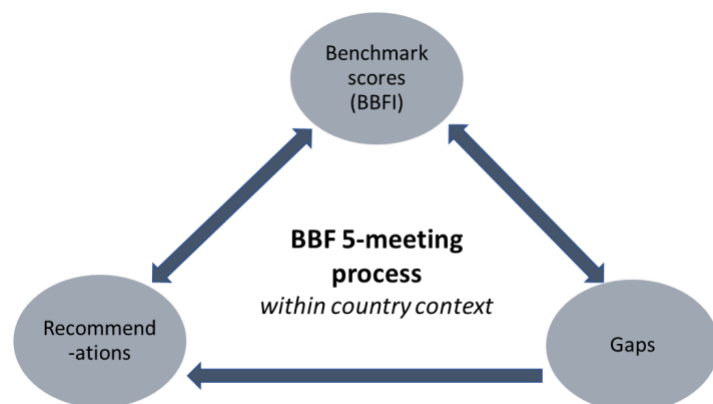 Benchmark
scores
(BBFI)
BBF 5-meeting
process
within country context
Recommend
-ations
Gaps